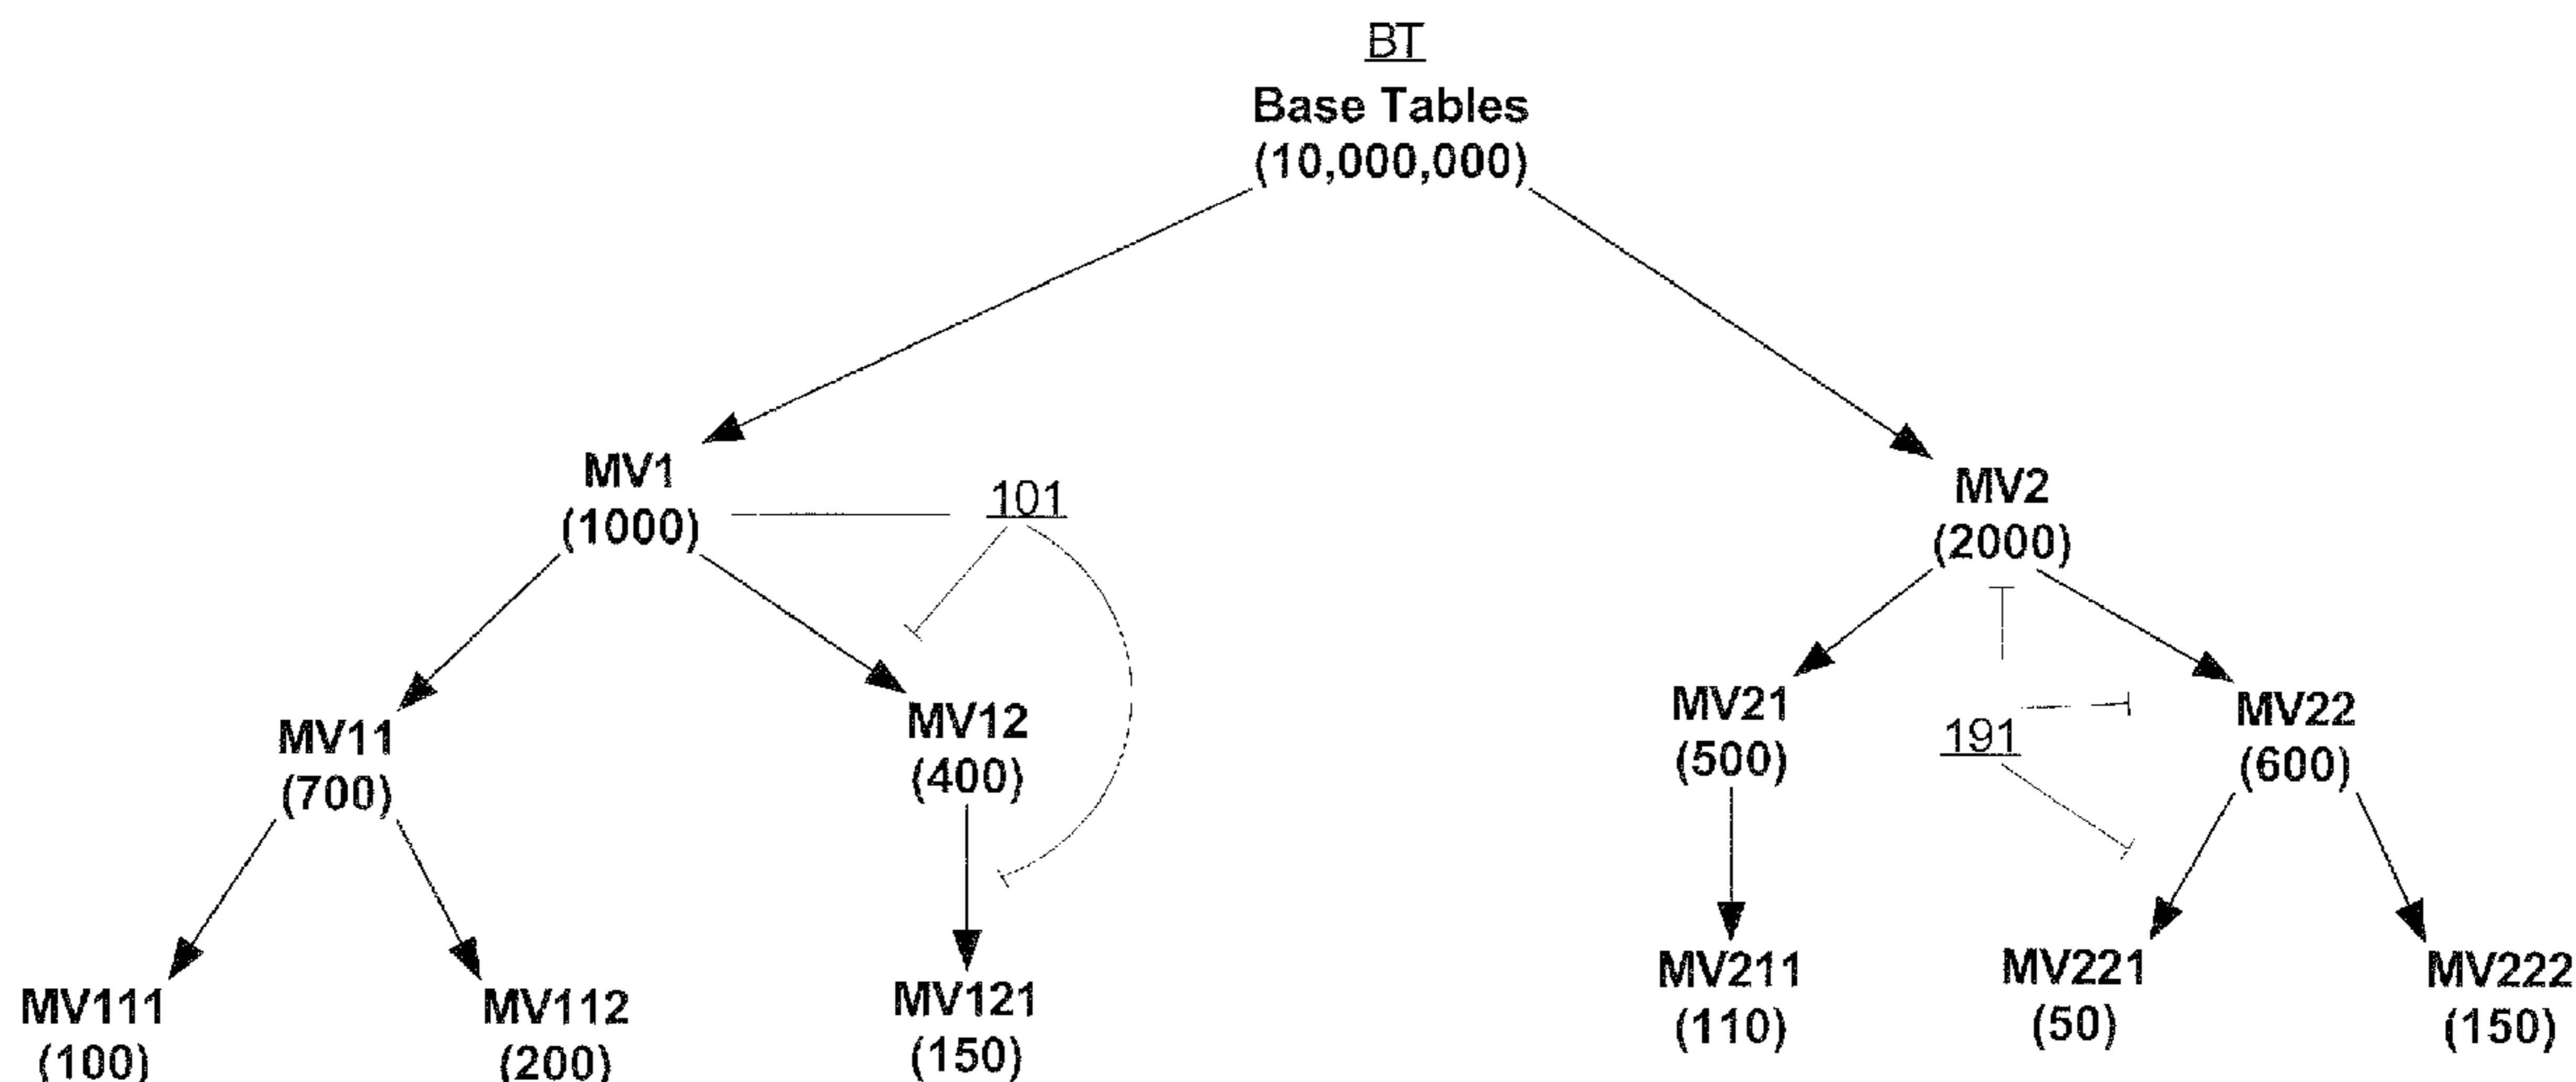 BT
Base Tables
(10,000,000)
MV1
(1000)
101
MV2
(2000)
MV11
(700)
MV12
(400)
MV21
(500)
191
MV22
(600)
MV111
(100)
MV112
(200)
MV121
(150)
MV211
(110)
MV221
(50)
MV222
(150)